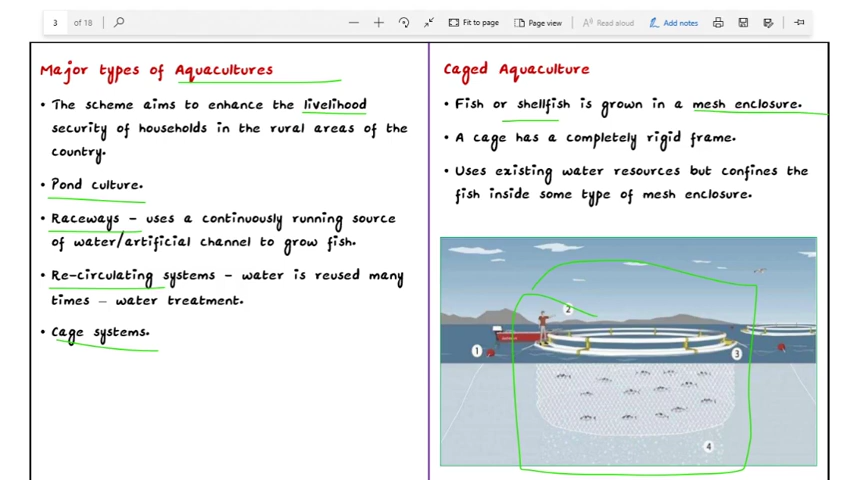 3 of 18 Fit to page Page view Read aloud Add notes
Major types of Aquacultures
• The scheme aims to enhance the livelihood
security of households in the rural areas of the
country.
• Pond culture.
• Raceways – uses a continuously running source
of water/artificial channel to grow fish.
• Re-circulating systems – water is reused many
times – water treatment.
• Cage systems.
Caged Aquaculture
• Fish or shellfish is grown in a mesh enclosure.
• A cage has a completely rigid frame.
• Uses existing water resources but confines the
fish inside some type of mesh enclosure.
2
1
3
4